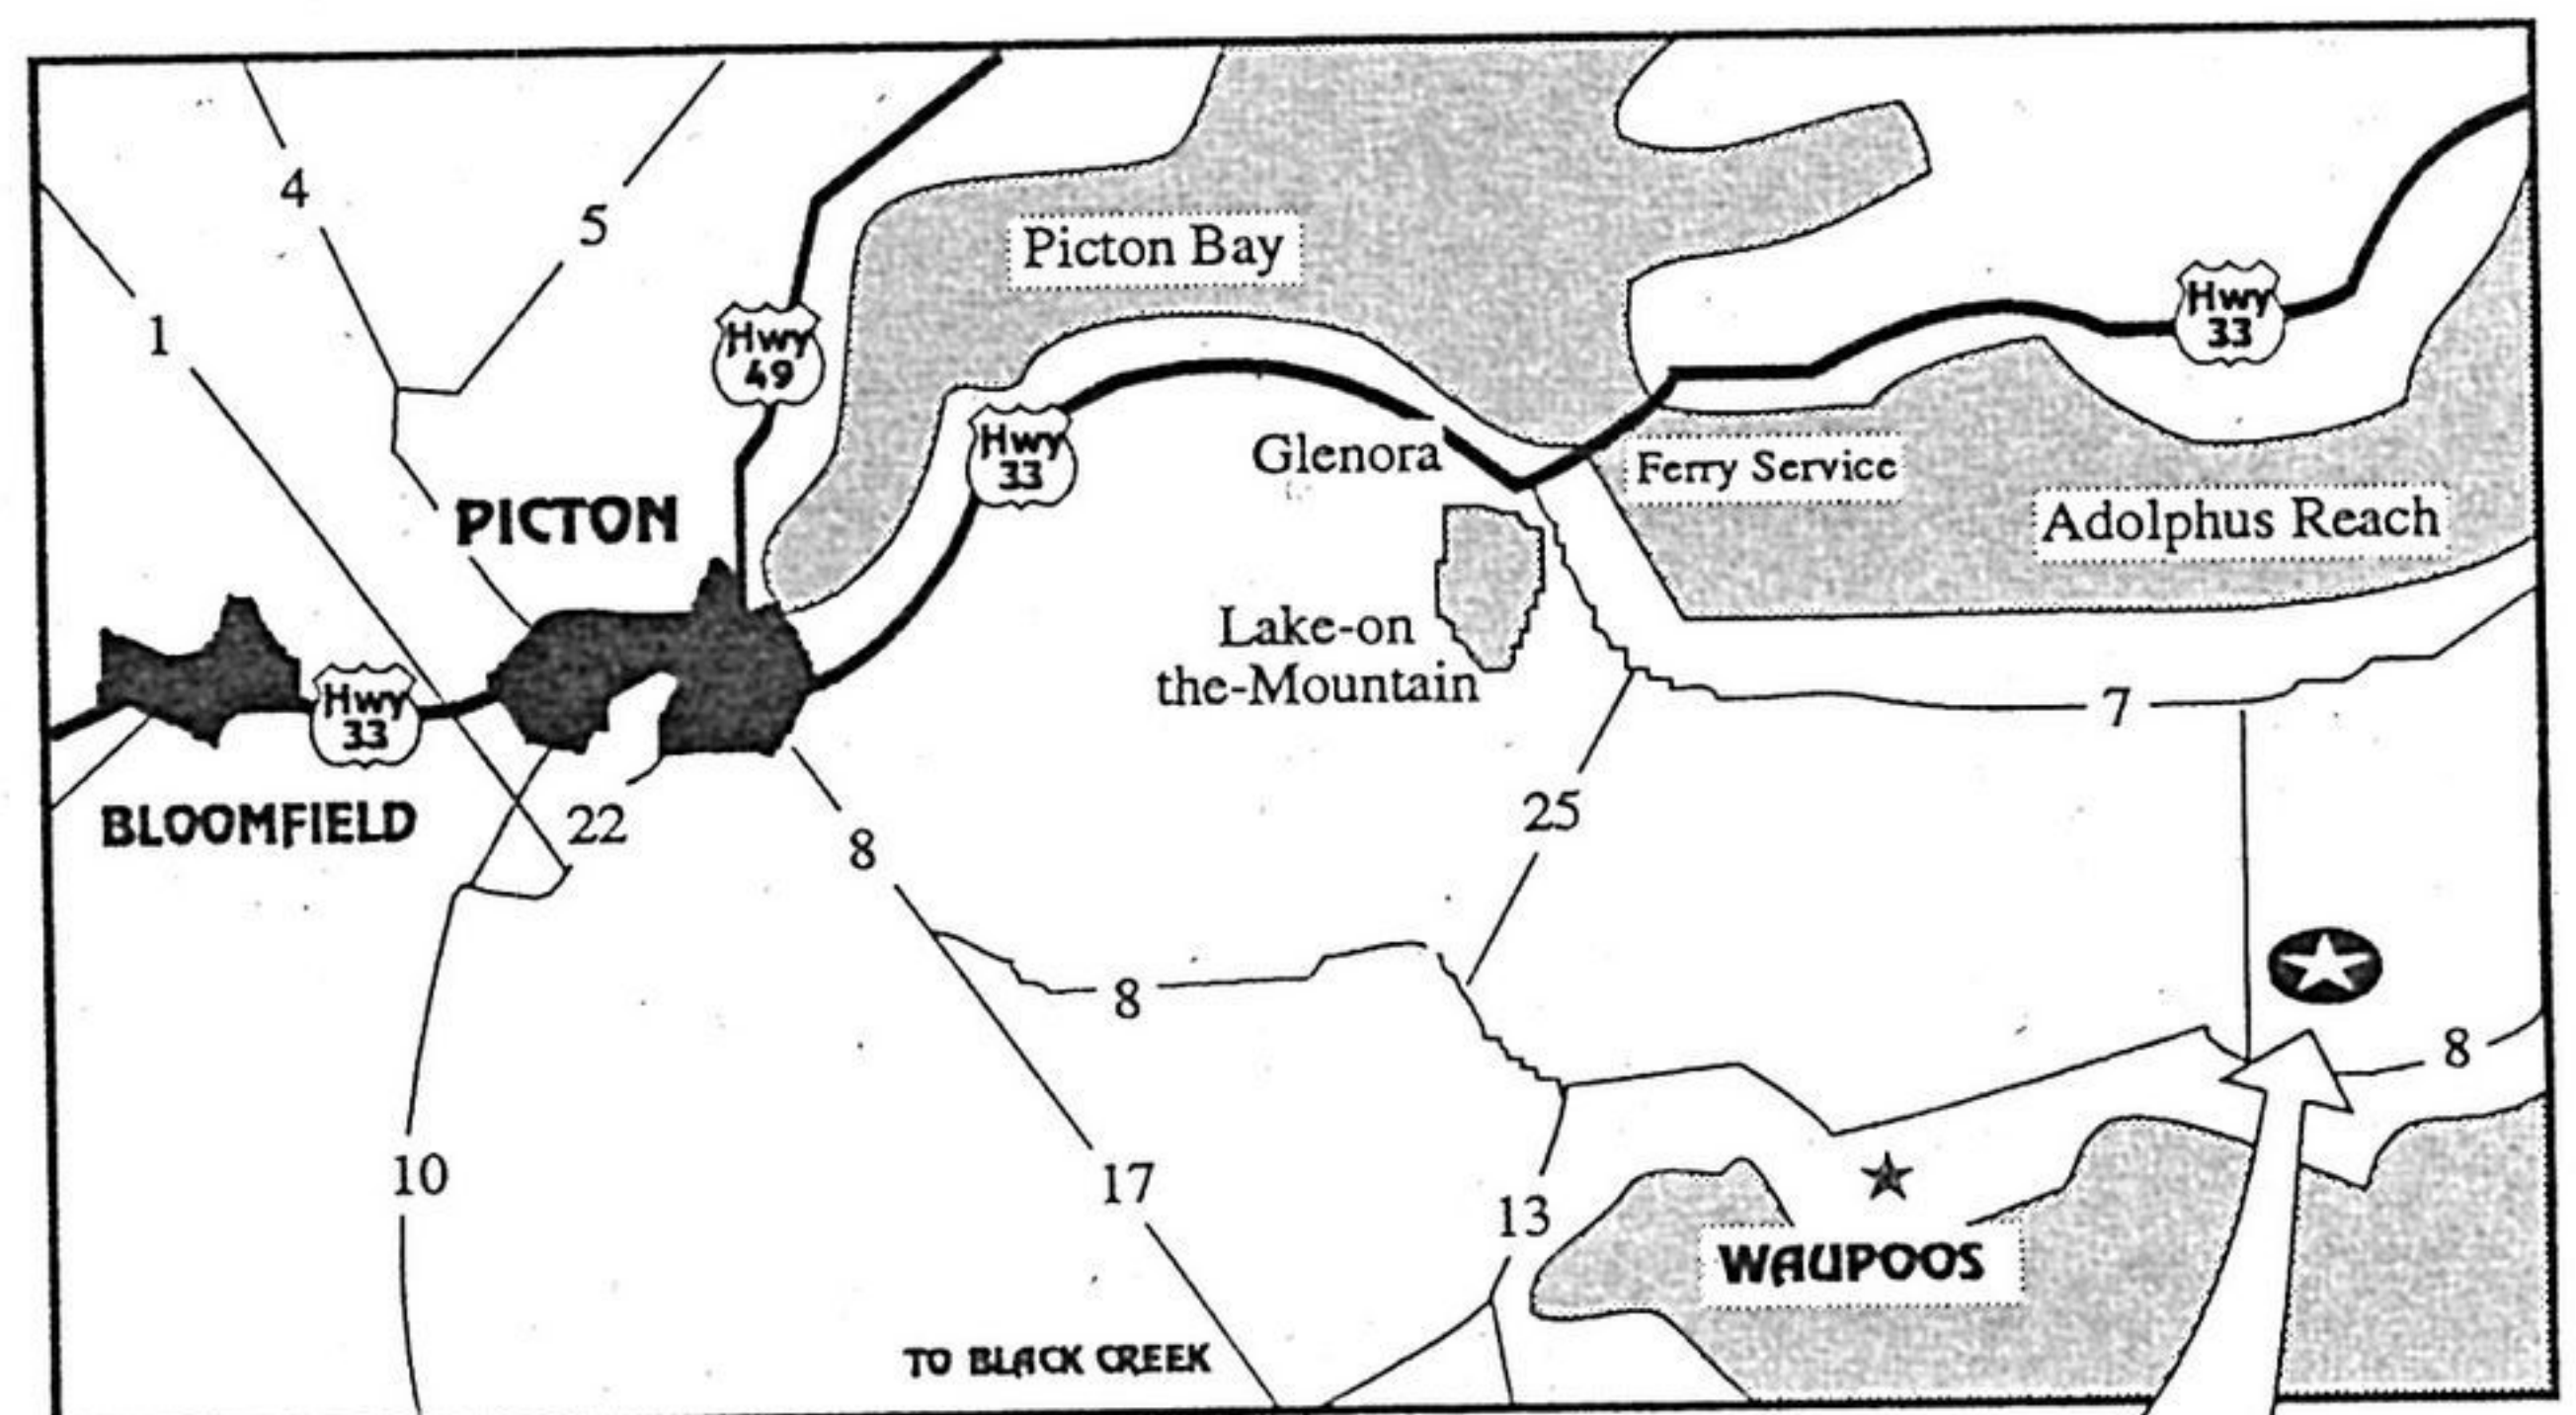 4
5
1
Picton Bay
Hwy
33
Hwy
49
Hwy
33
Glenora
Ferry Service
Adolphus Reach
PICTON
Lake-on
the-Mountain
Hwy
33
7
BLOOMFIELD
22
8
25
8
8
10
17
13
WAUPOOS
TO BLACK CREEK